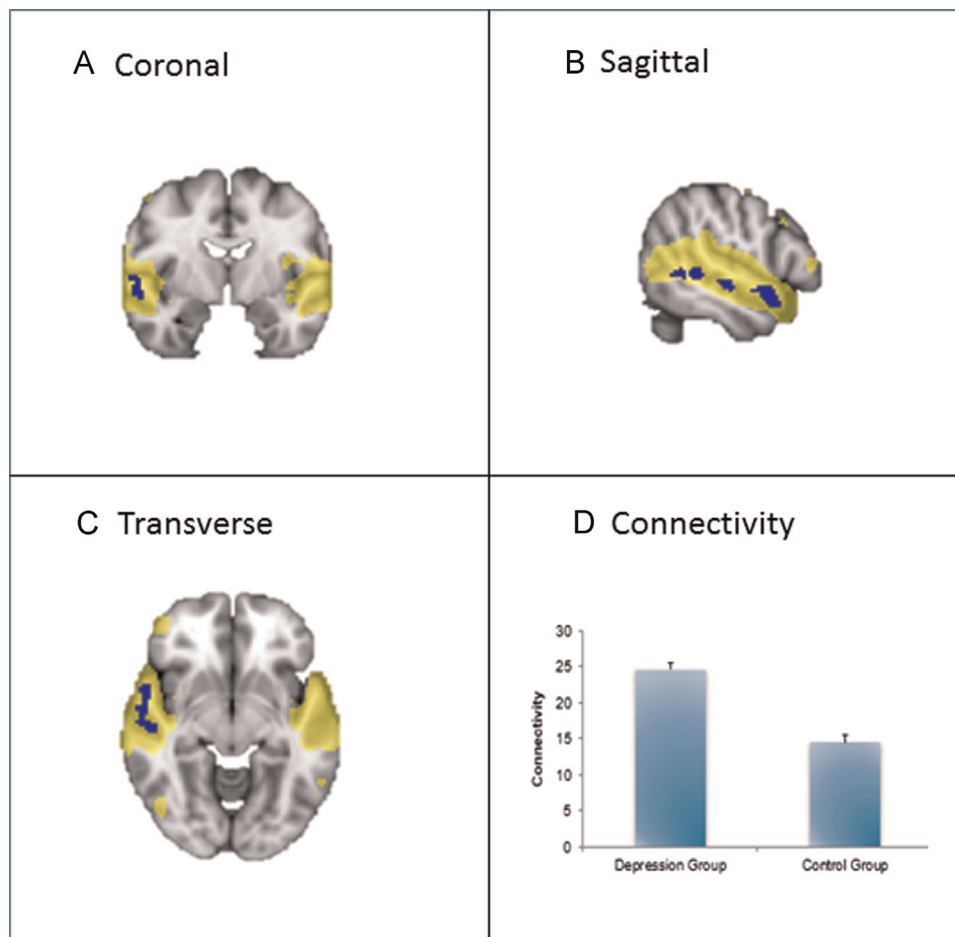 A Coronal
B Sagittal
C Transverse
D Connectivity
30
25
20
15
10
5
0
Connectivity
Depression Group
Control Group